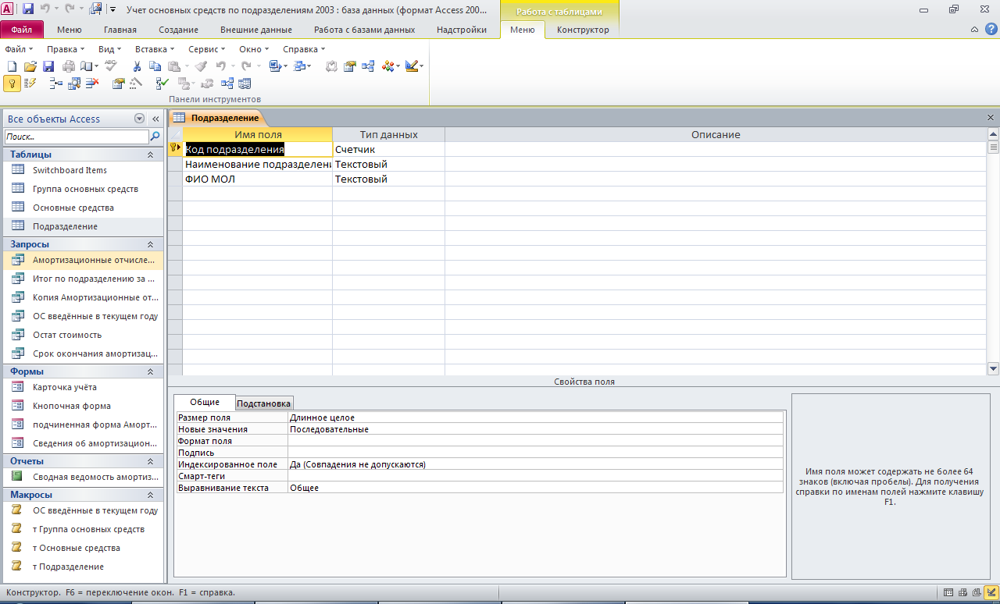 Учет основных средств по подразделениям 2003 : база данных (формат Access 200...
Работа с таблицами
Файл
Меню
Главная
Создание
Внешние данные
Работа с базами данных
Надстройки
Меню
Конструктор
Файл
Правка
Вид
Вставка
Сервис
Окно
Справка
Панели инструментов
Все объекты Access
Поиск...
Таблицы
Switchboard Items
Группа основных средств
Основные средства
Подразделение
Запросы
Амортизационные отчисле...
Итог по подразделению за ...
Копия Амортизационные от...
ОС введённые в текущем году
Остат стоимость
Срок окончания амортизац...
Формы
Карточка учёта
Кнопочная форма
подчиненная форма Аморт...
Сведения об амортизацион...
Отчеты
Сводная ведомость амортиз...
Макросы
ОС введённые в текущем году
т Группа основных средств
т Основные средства
т Подразделение
Подразделение
Имя поля Тип данных Описание
Код подразделения Счетчик
Наименование подразделени Текстовый
ФИО МОЛ Текстовый
Свойства поля
Общие Подстановка
Размер поля Длинное целое
Новые значения Последовательные
Формат поля
Подпись
Индексированное поле Да (Совпадения не допускаются)
Смарт-теги
Выравнивание текста Общее
Имя поля может содержать не более 64
знаков (включая пробелы). Для получения
справки по именам полей нажмите клавишу
F1.
Конструктор. F6 = переключение окон. F1 = справка.